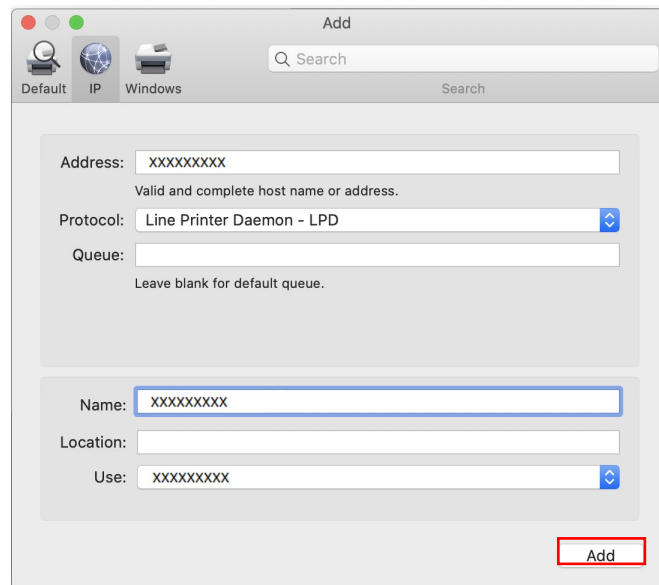 Add
Search
Default IP Windows Search
Address: XXXXXXXXX
Valid and complete host name or address.
Protocol: Line Printer Daemon - LPD
Queue:
Leave blank for default queue.
Name: XXXXXXXXX
Location:
Use: XXXXXXXXX
Add